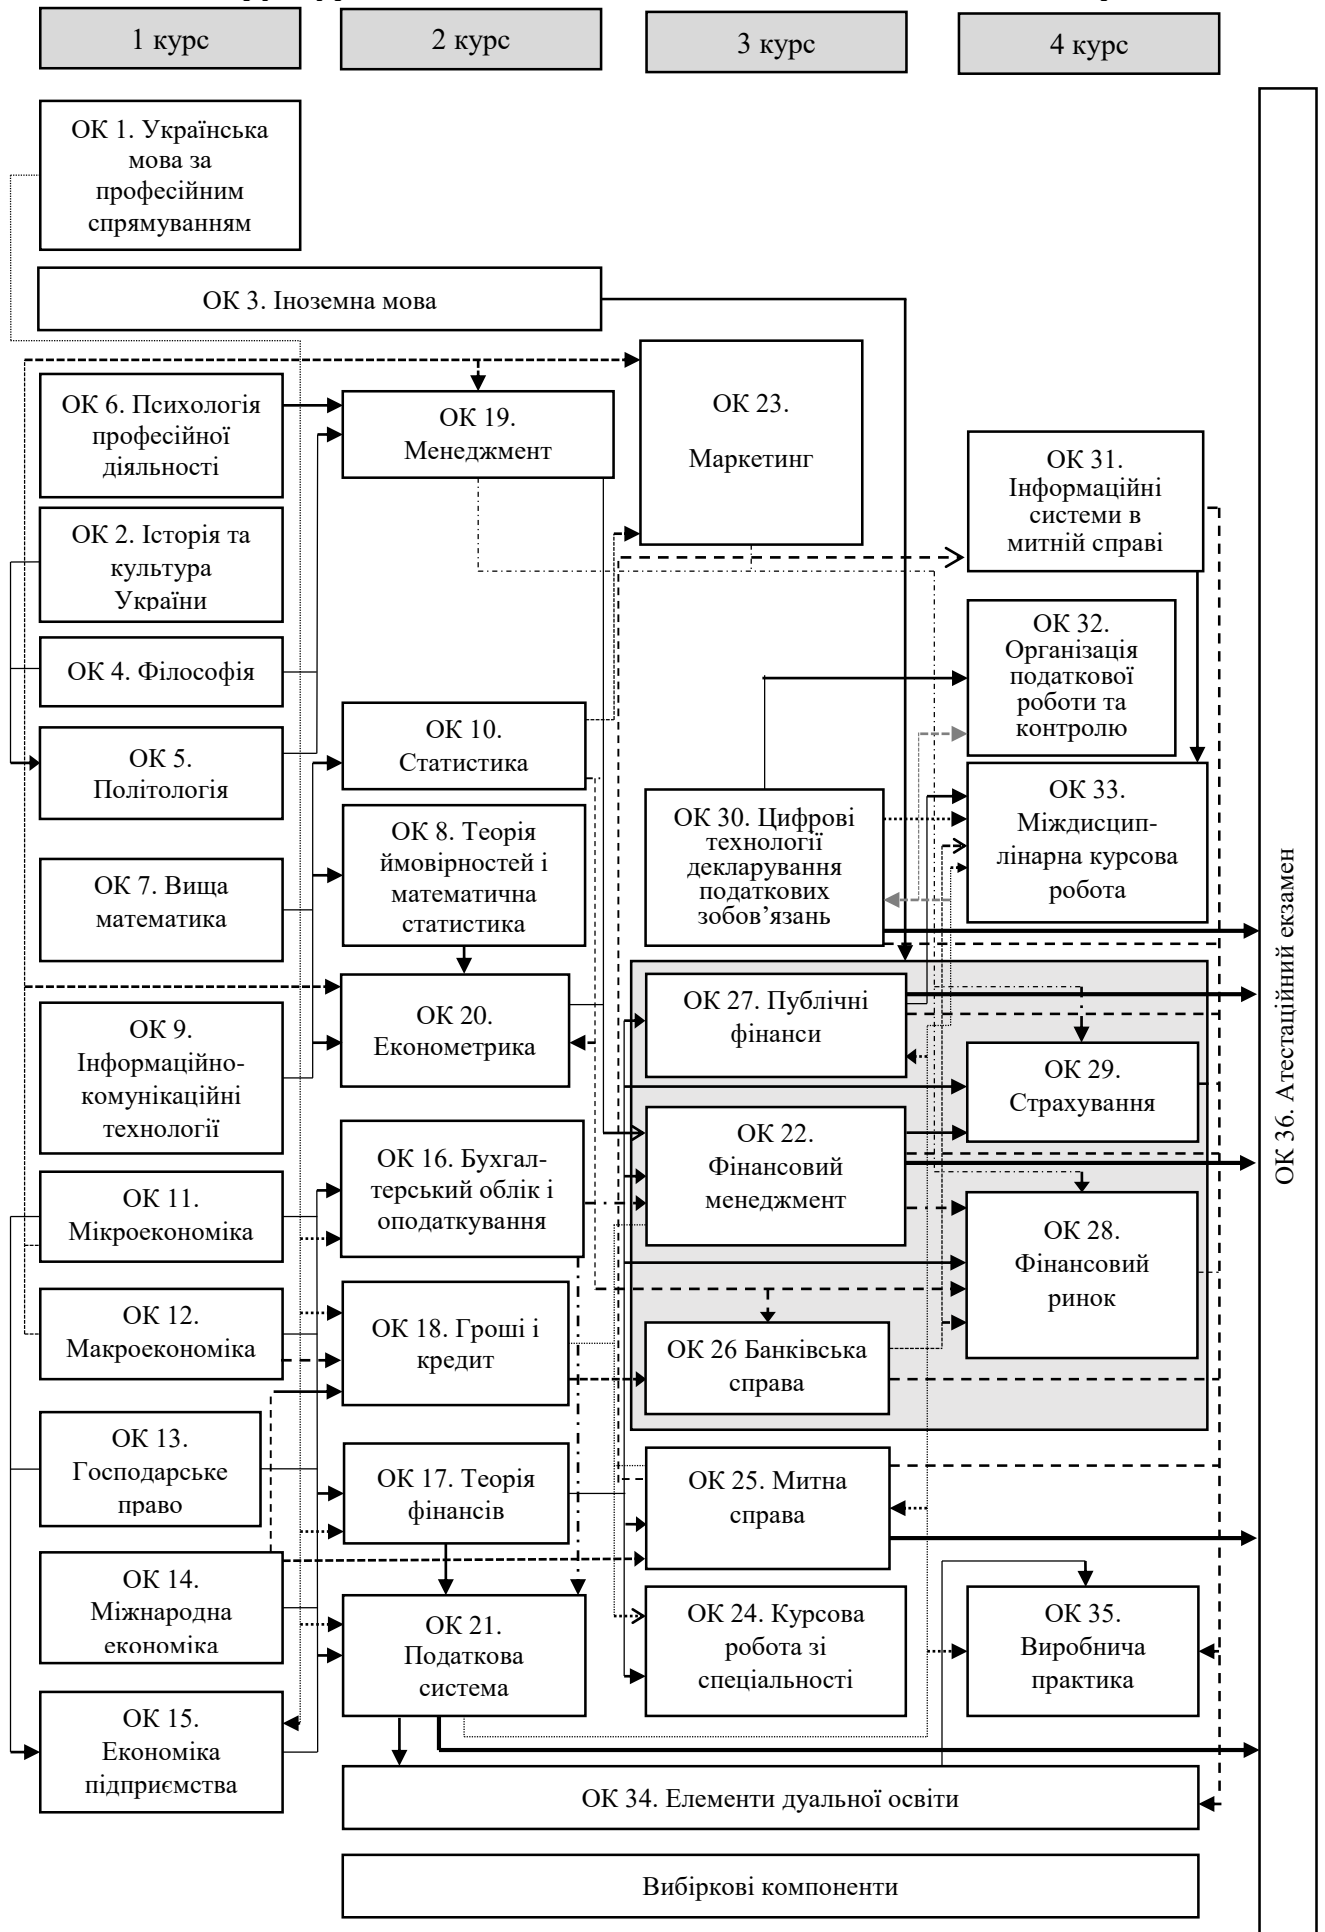 1 курс
2 курс
3 курс
4 курс
ОК 1. Українська
мова за
професійним
спрямуванням
ОК 3. Іноземна мова
ОК 6. Психологія
професійної
діяльності
ОК 19.
Менеджмент
ОК 23.
Маркетинг
ОК 31.
Інформаційні
системи в
митній справі
ОК 2. Історія та
культура
України
ОК 4. Філософія
ОК 5.
Політологія
ОК 10.
Статистика
ОК 32.
Організація
податкової
роботи та
контролю
ОК 7. Вища
математика
ОК 8. Теорія
ймовірностей і
математична
статистика
ОК 30. Цифрові
технології
декларування
податкових
зобов’язань
ОК 33.
Міждисцип-
лінарна курсова
робота
ОК 9.
Інформаційно-
комунікаційні
технології
ОК 20.
Економетрика
ОК 27. Публічні
фінанси
ОК 29.
Страхування
ОК 11.
Мікроекономіка
ОК 16. Бухгал-
терський облік і
оподаткування
ОК 22.
Фінансовий
менеджмент
ОК 28.
Фінансовий
ринок
ОК 12.
Макроекономіка
ОК 18. Гроші і
кредит
ОК 26 Банківська
справа
ОК 13.
Господарське
право
ОК 17. Теорія
фінансів
ОК 25. Митна
справа
ОК 14.
Міжнародна
економіка
ОК 21.
Податкова
система
ОК 24. Курсова
робота зі
спеціальності
ОК 35.
Виробнича
практика
ОК 15.
Економіка
підприємства
ОК 34. Елементи дуальної освіти
Вибіркові компоненти
ОК 36. Атестаційний екзамен